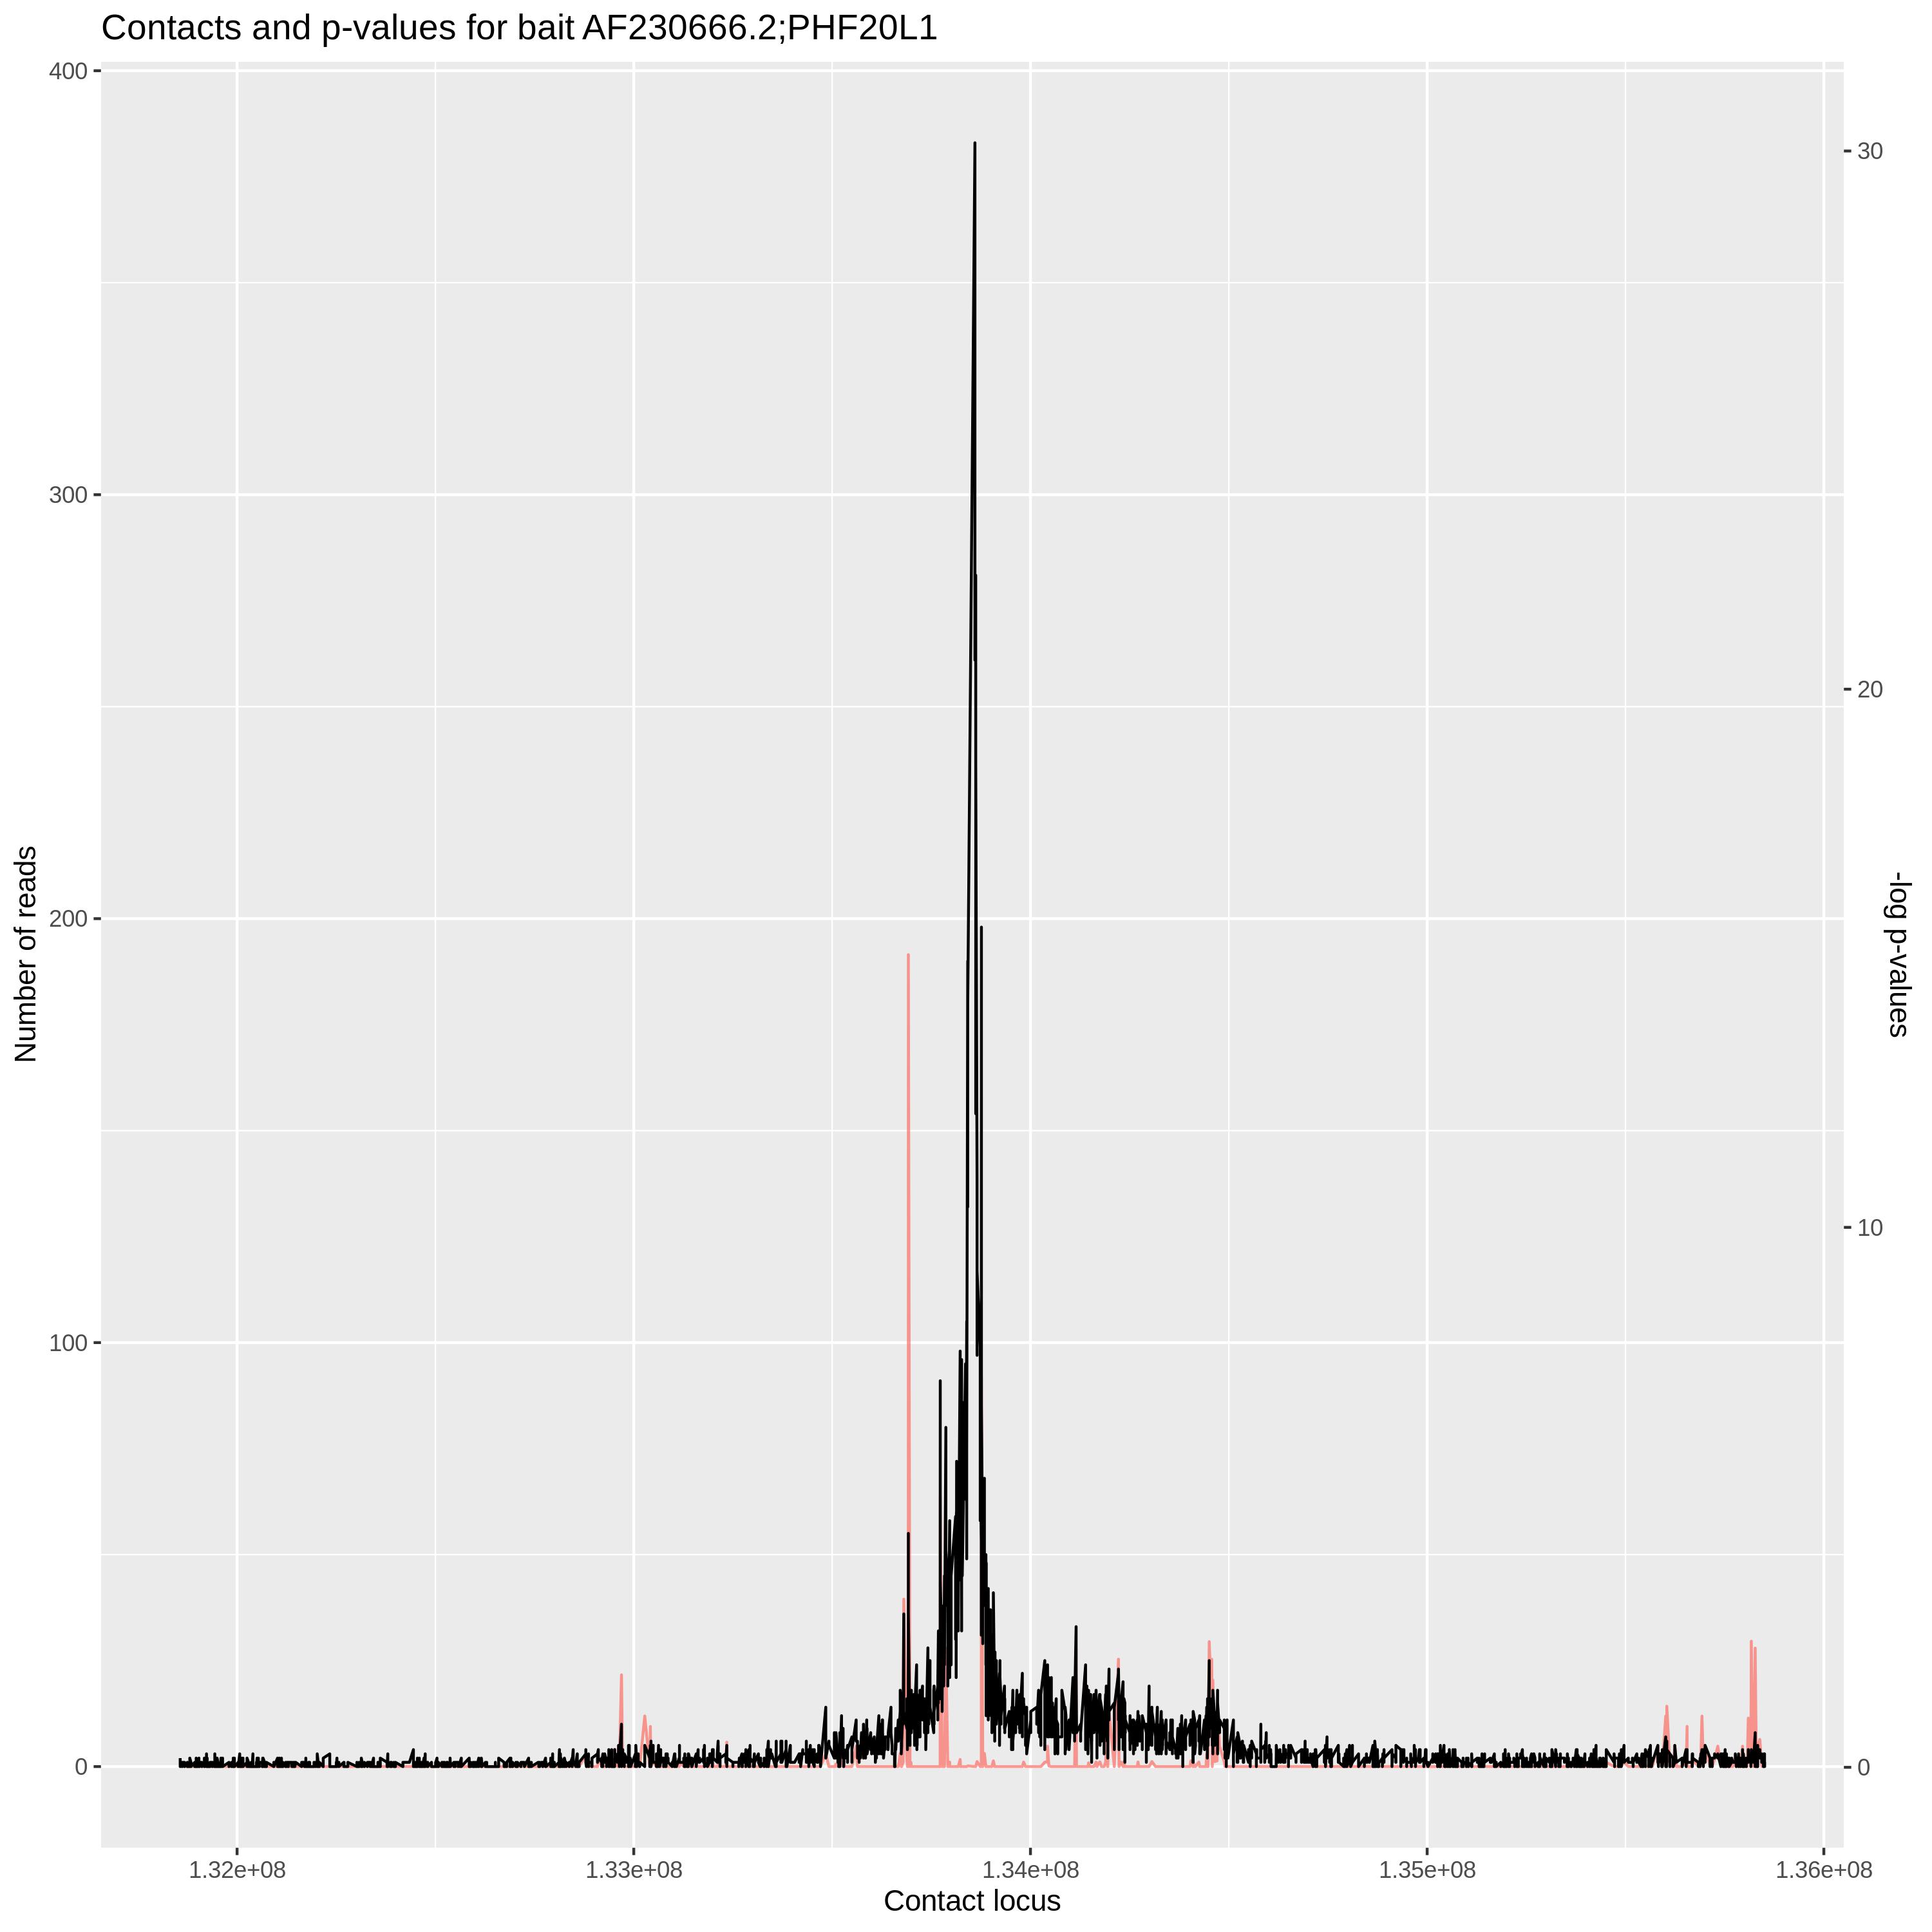 Contacts and p-values for bait AF230666.2;PHF20L1
400
300
200
100
0
Number of reads
30
20
10
0
-log p-values
1.32e+08 1.33e+08 1.34e+08 1.35e+08 1.36e+08
Contact locus